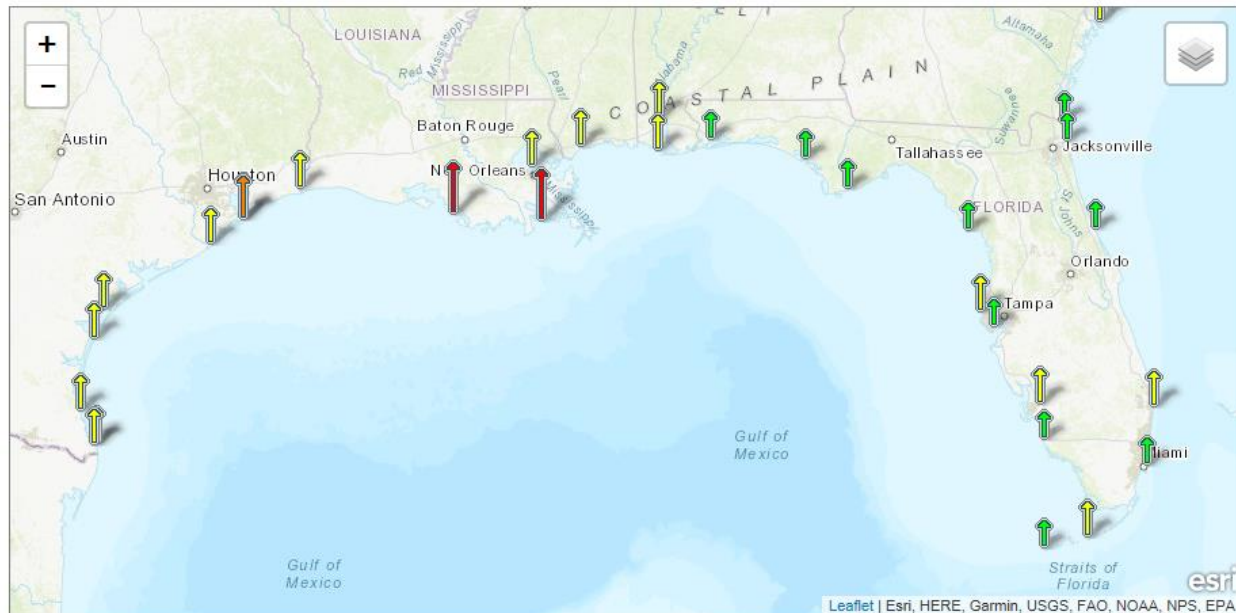 +
−
LOUISIANA
Red
Mississippi
MISSISSIPPI
Pearl
Alabama
COASTAL PLAIN
Altamaha
Suwanee
Austin
Baton Rouge
Tallahassee
Jacksonville
Houston
New Orleans
Mississippi
San Antonio
FLORIDA
St Johns
Orlando
Tampa
Gulf of
Mexico
Miami
Gulf of
Mexico
Straits of
Florida
esri
Leaflet | Esri, HERE, Garmin, USGS, FAO, NOAA, NPS, EPA